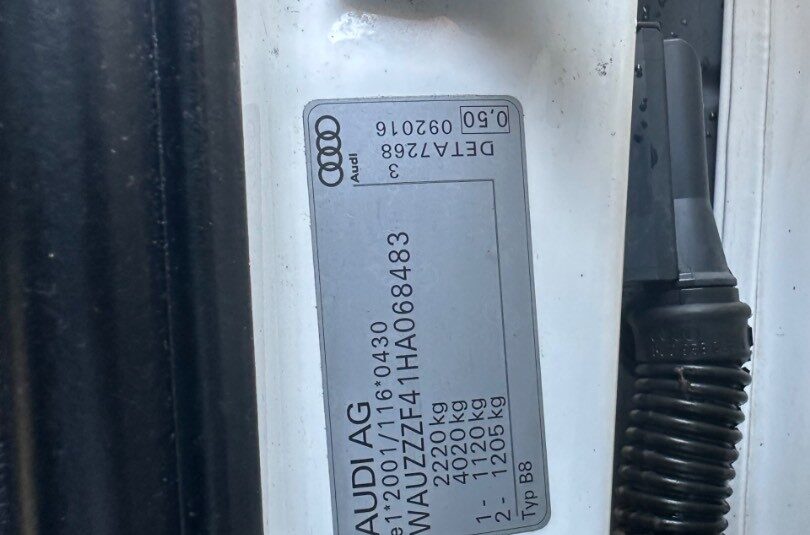 AUDI AG
e1*2001/116*0430
WAUZZZF41HA068483
2220 kg
4020 kg
1- 1120 kg
2- 1205 kg
Typ B8
Audi
3
DETA7268
092016
0,50